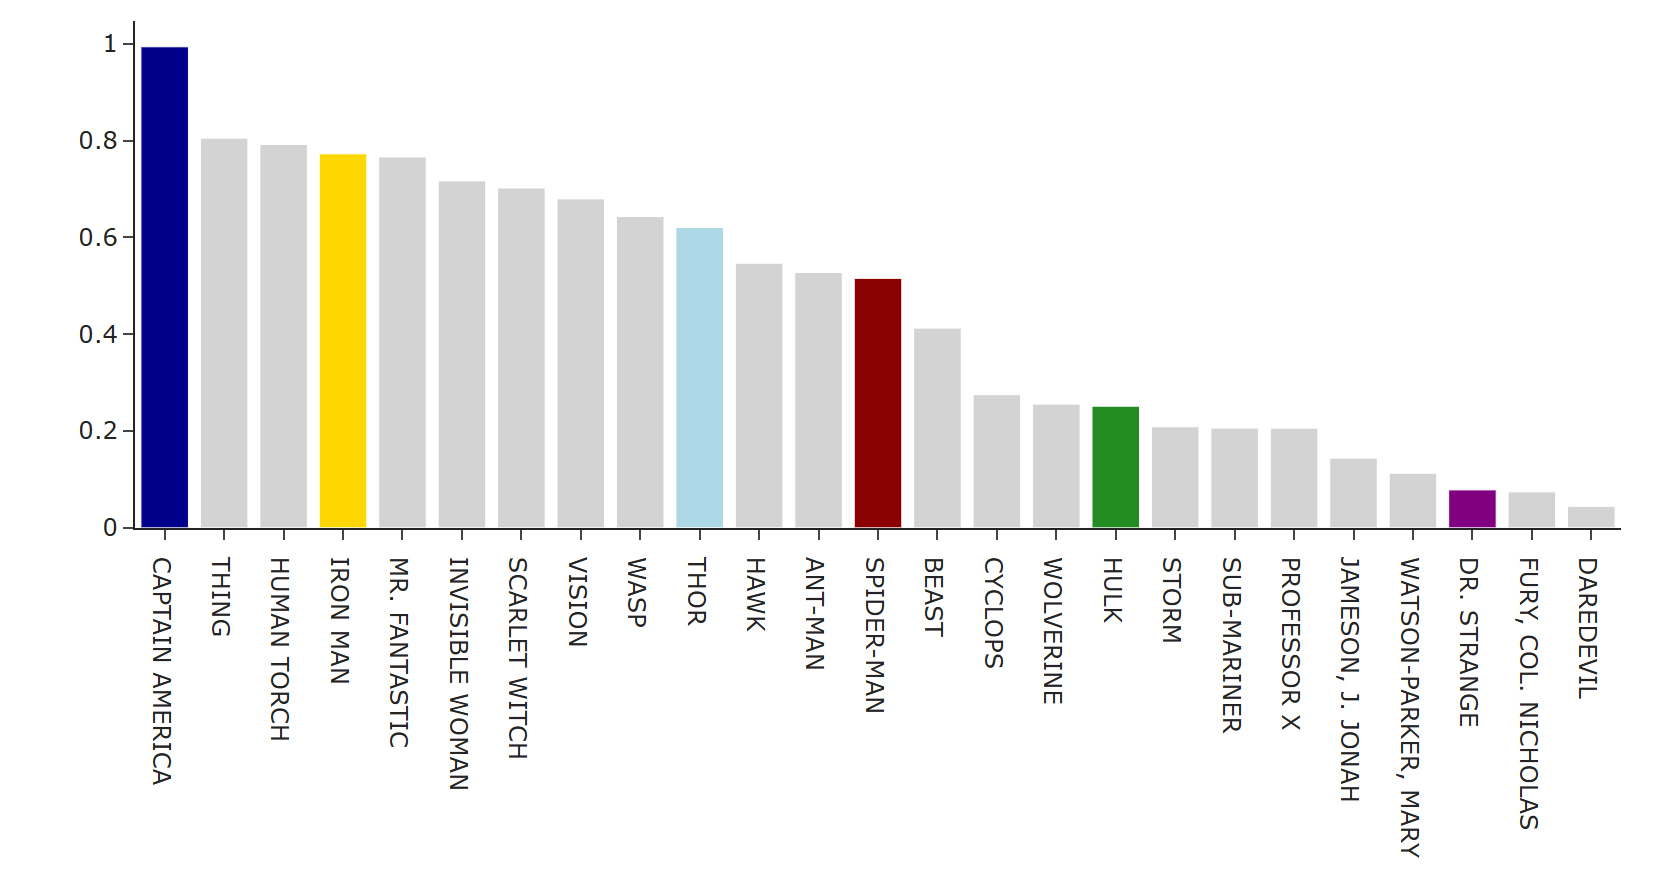 1
0.8
0.6
0.4
0.2
0
CAPTAIN AMERICA
THING
HUMAN TORCH
IRON MAN
MR. FANTASTIC
INVISIBLE WOMAN
SCARLET WITCH
VISION
WASP
THOR
HAWK
ANT-MAN
SPIDER-MAN
BEAST
CYCLOPS
WOLVERINE
HULK
STORM
SUB-MARINER
PROFESSOR X
JAMESON, J. JONAH
WATSON-PARKER, MARY
DR. STRANGE
FURY, COL. NICHOLAS
DAREDEVIL